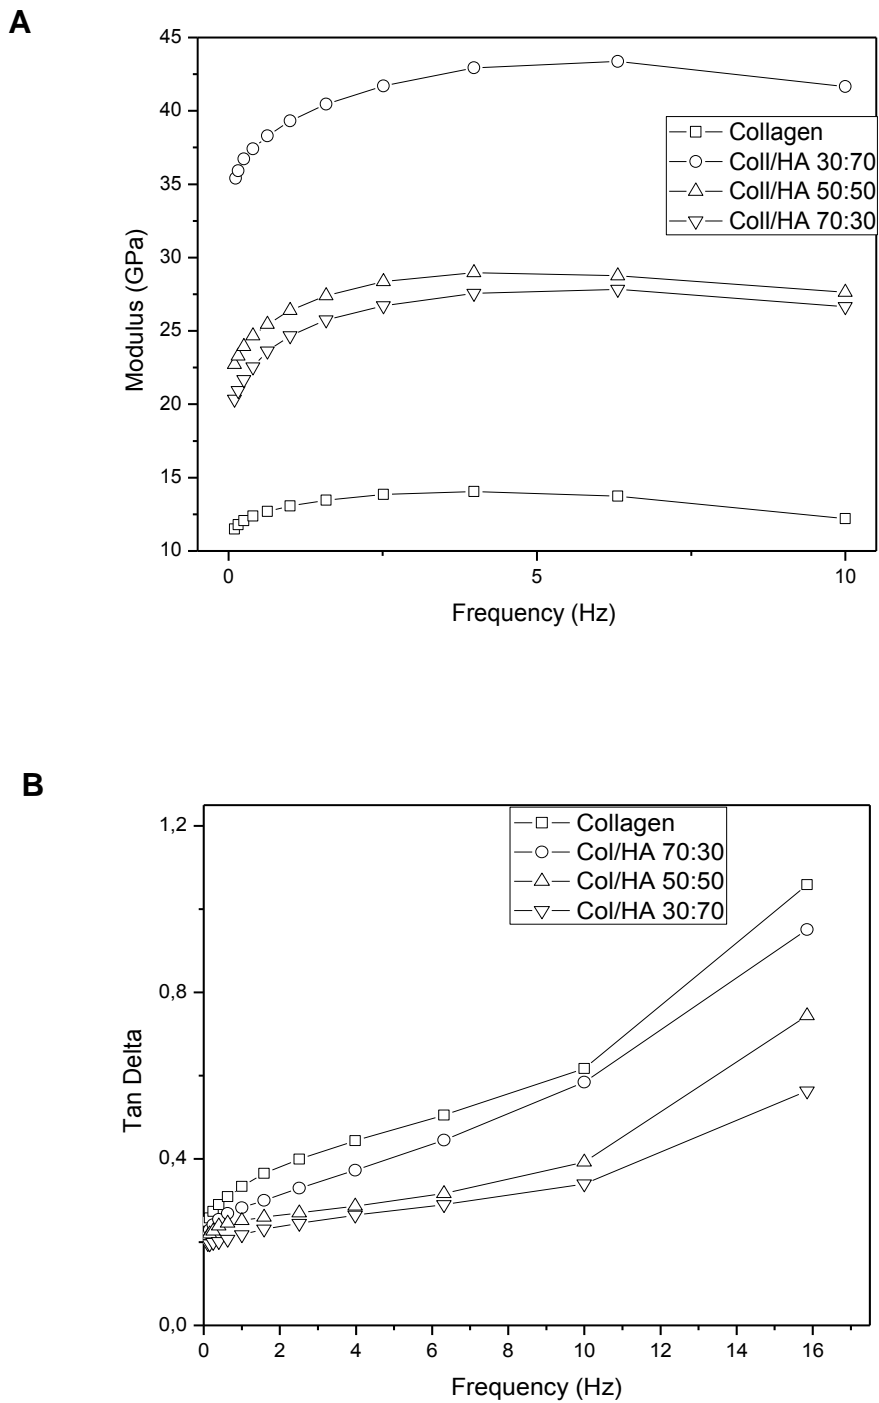 A
45
40
35
30
25
20
15
10
Modulus (GPa)
Collagen
Coll/HA 30:70
Coll/HA 50:50
Coll/HA 70:30
0
5
10
Frequency (Hz)
B
1,2
0,8
0,4
0,0
Tan Delta
Collagen
Col/HA 70:30
Col/HA 50:50
Col/HA 30:70
0
2
4
6
8
10
12
14
16
Frequency (Hz)